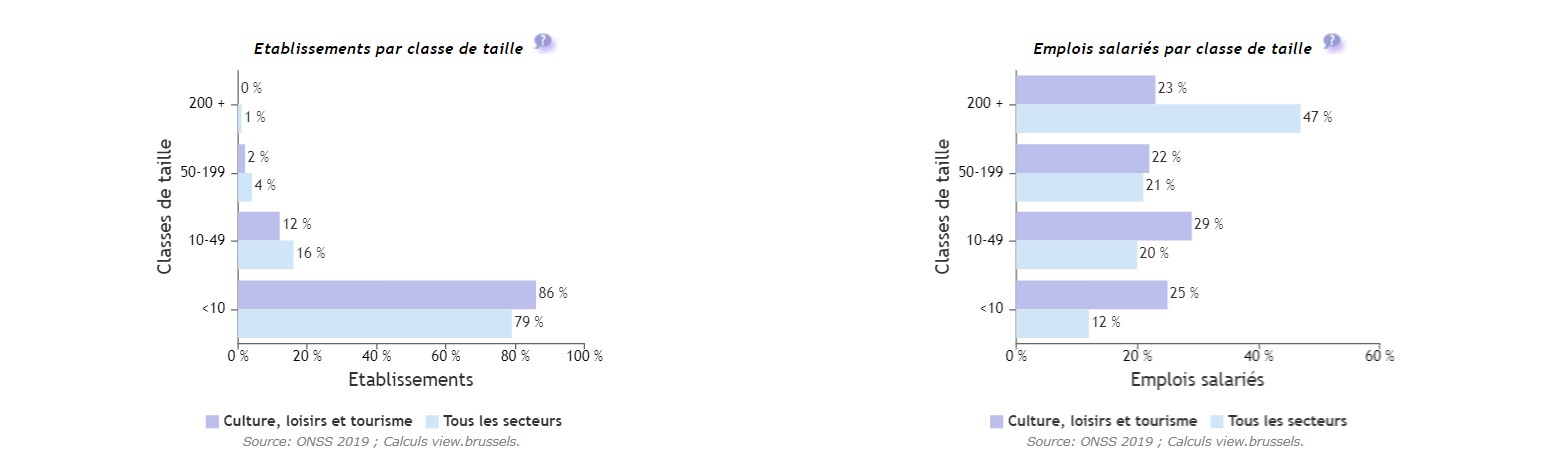 Etablissements par classe de taille ?
Classes de taille
200 +
0 %
1 %
50-199
2 %
4 %
10-49
12 %
16 %
<10
86 %
79 %
0 % 20 % 40 % 60 % 80 % 100 %
Etablissements
Culture, loisirs et tourisme Tous les secteurs
Source: ONSS 2019 ; Calculs view.brussels.
Emplois salariés par classe de taille ?
Classes de taille
200 +
23 %
47 %
50-199
22 %
21 %
10-49
29 %
20 %
<10
25 %
12 %
0 % 20 % 40 % 60 %
Emplois salariés
Culture, loisirs et tourisme Tous les secteurs
Source: ONSS 2019 ; Calculs view.brussels.